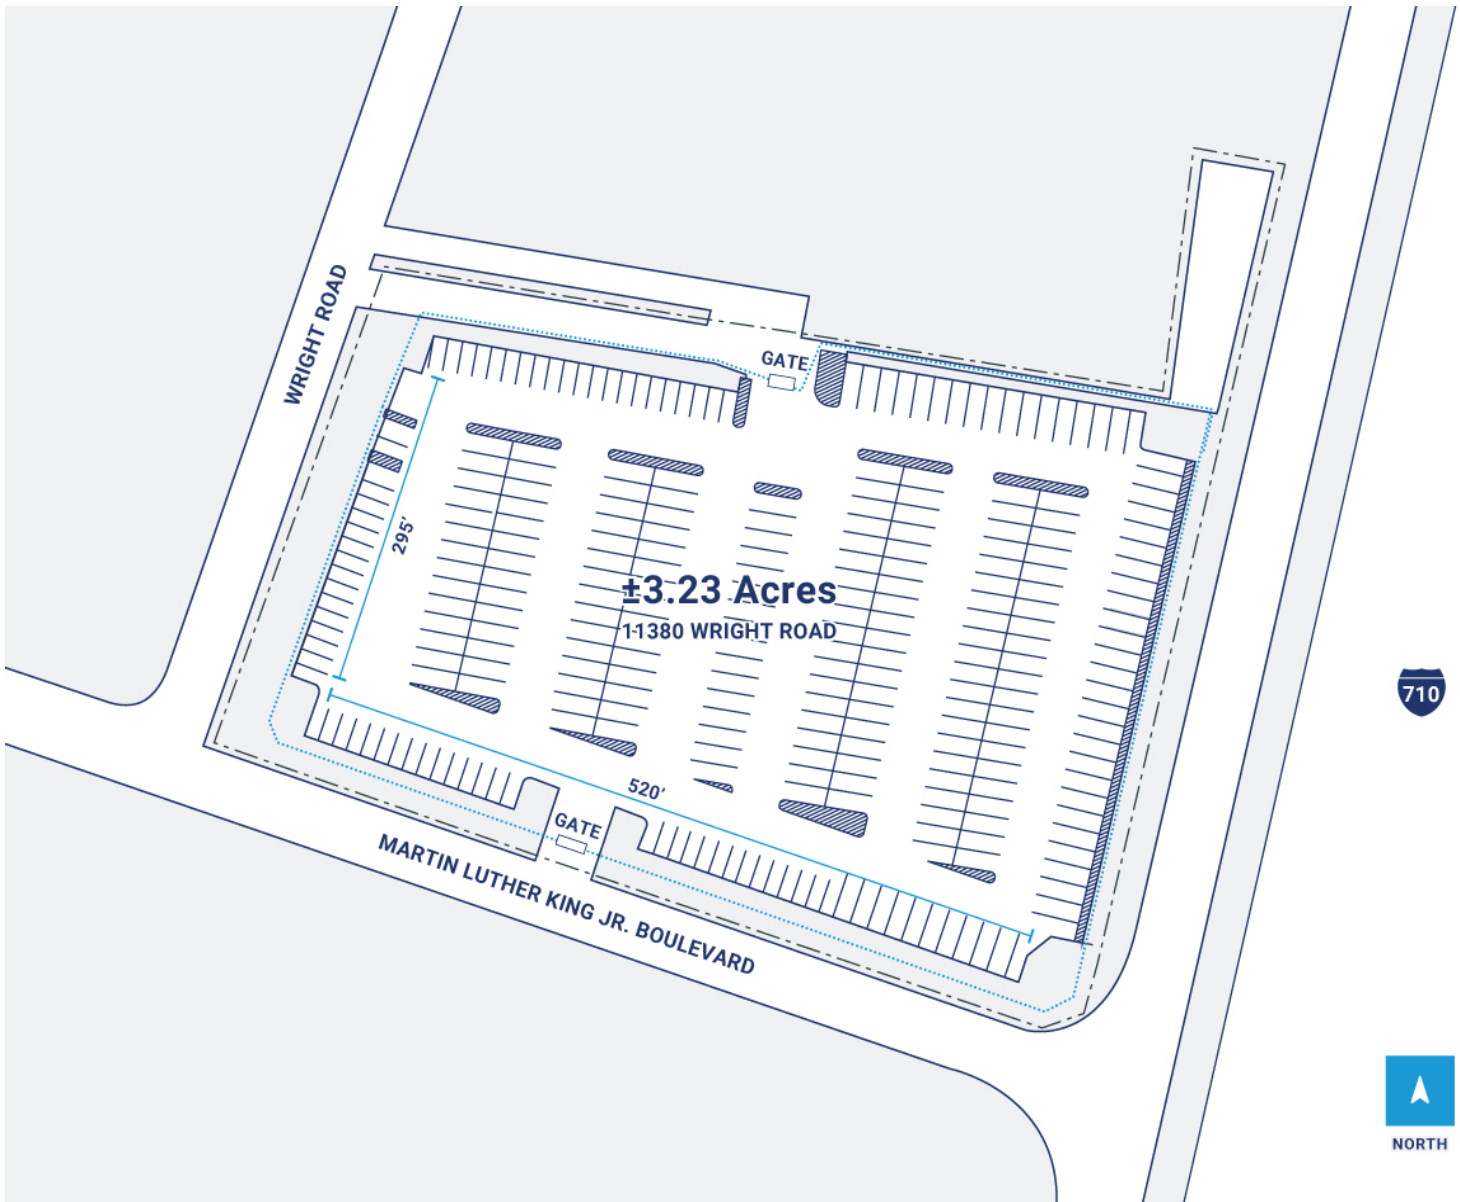 WRIGHT ROAD
GATE
295'
±3.23 Acres
11380 WRIGHT ROAD
710
520'
GATE
MARTIN LUTHER KING JR. BOULEVARD
NORTH